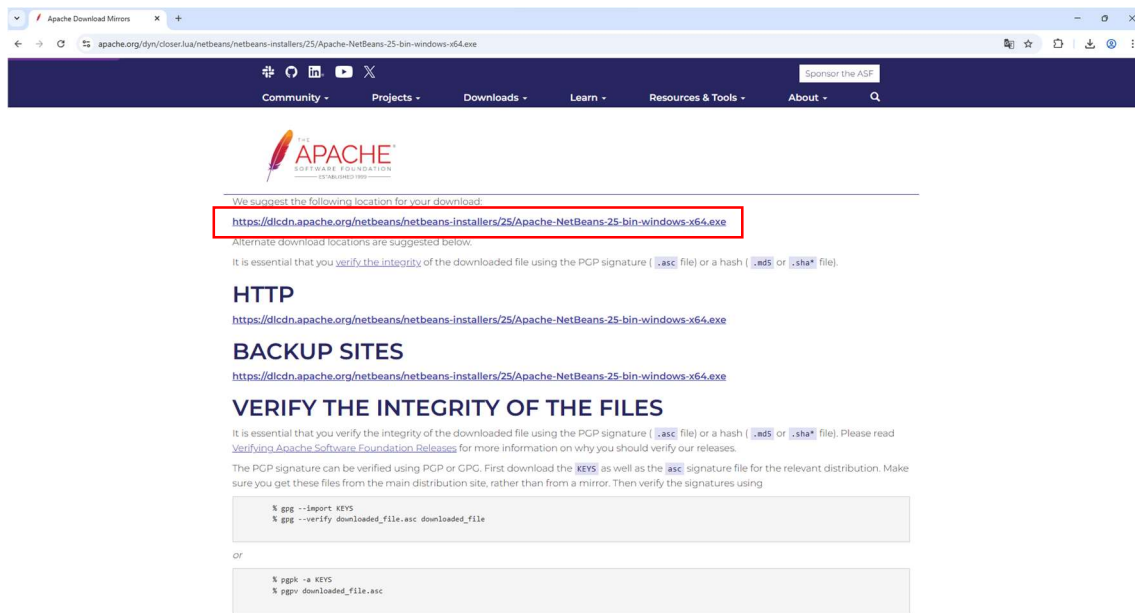 Apache Download Mirrors
apache.org/dyn/closer.lua/netbeans/netbeans-installers/25/Apache-NetBeans-25-bin-windows-x64.exe
Sponsor the ASF
Community Projects Downloads Learn Resources & Tools About
THE
APACHE
SOFTWARE FOUNDATION
ESTABLISHED 1999
We suggest the following location for your download:
https://dlcdn.apache.org/netbeans/netbeans-installers/25/Apache-NetBeans-25-bin-windows-x64.exe
Alternate download locations are suggested below.
It is essential that you verify the integrity of the downloaded file using the PGP signature ( .asc file) or a hash ( .md5 or .sha* file).
HTTP
https://dlcdn.apache.org/netbeans/netbeans-installers/25/Apache-NetBeans-25-bin-windows-x64.exe
BACKUP SITES
https://dlcdn.apache.org/netbeans/netbeans-installers/25/Apache-NetBeans-25-bin-windows-x64.exe
VERIFY THE INTEGRITY OF THE FILES
It is essential that you verify the integrity of the downloaded file using the PGP signature ( .asc file) or a hash ( .md5 or .sha* file). Please read
Verifying Apache Software Foundation Releases for more information on why you should verify our releases.
The PGP signature can be verified using PGP or GPG. First download the KEYS as well as the asc signature file for the relevant distribution. Make
sure you get these files from the main distribution site, rather than from a mirror. Then verify the signatures using
% gpg --import KEYS
% gpg --verify downloaded_file.asc downloaded_file
or
% pgpk -a KEYS
% pgpv downloaded_file.asc